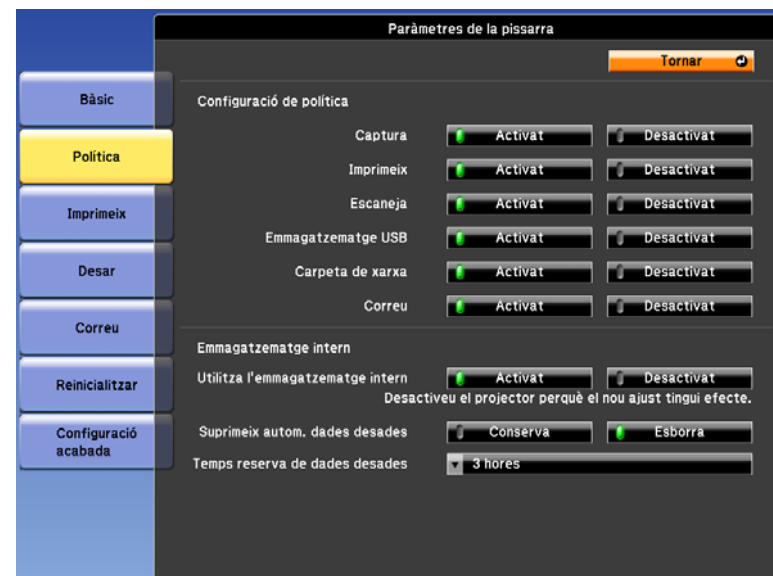 Paràmetres de la pissarra
Tornar
Bàsic
Política
Imprimeix
Desar
Correu
Reinicialitzar
Configuració
acabada
Configuració de política
Captura Activat Desactivat
Imprimeix Activat Desactivat
Escaneja Activat Desactivat
Emmagatzematge USB Activat Desactivat
Carpeta de xarxa Activat Desactivat
Correu Activat Desactivat
Emmagatzematge intern
Utilitza l'emmagatzematge intern Activat Desactivat
Desactiveu el projector perquè el nou ajust tingui efecte.
Suprimeix autom. dades desades Conserva Esborra
Temps reserva de dades desades 3 hores